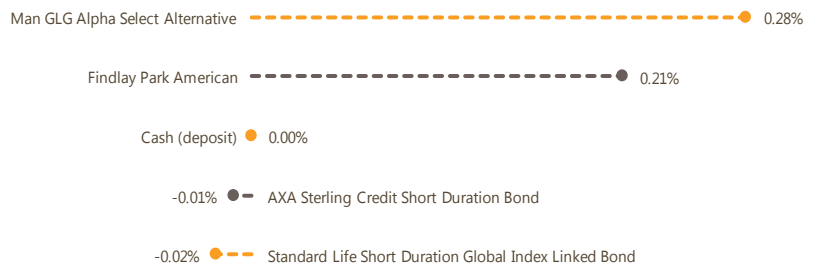 Man GLG Alpha Select Alternative 0.28%
Findlay Park American 0.21%
Cash (deposit) 0.00%
-0.01% AXA Sterling Credit Short Duration Bond
-0.02% Standard Life Short Duration Global Index Linked Bond